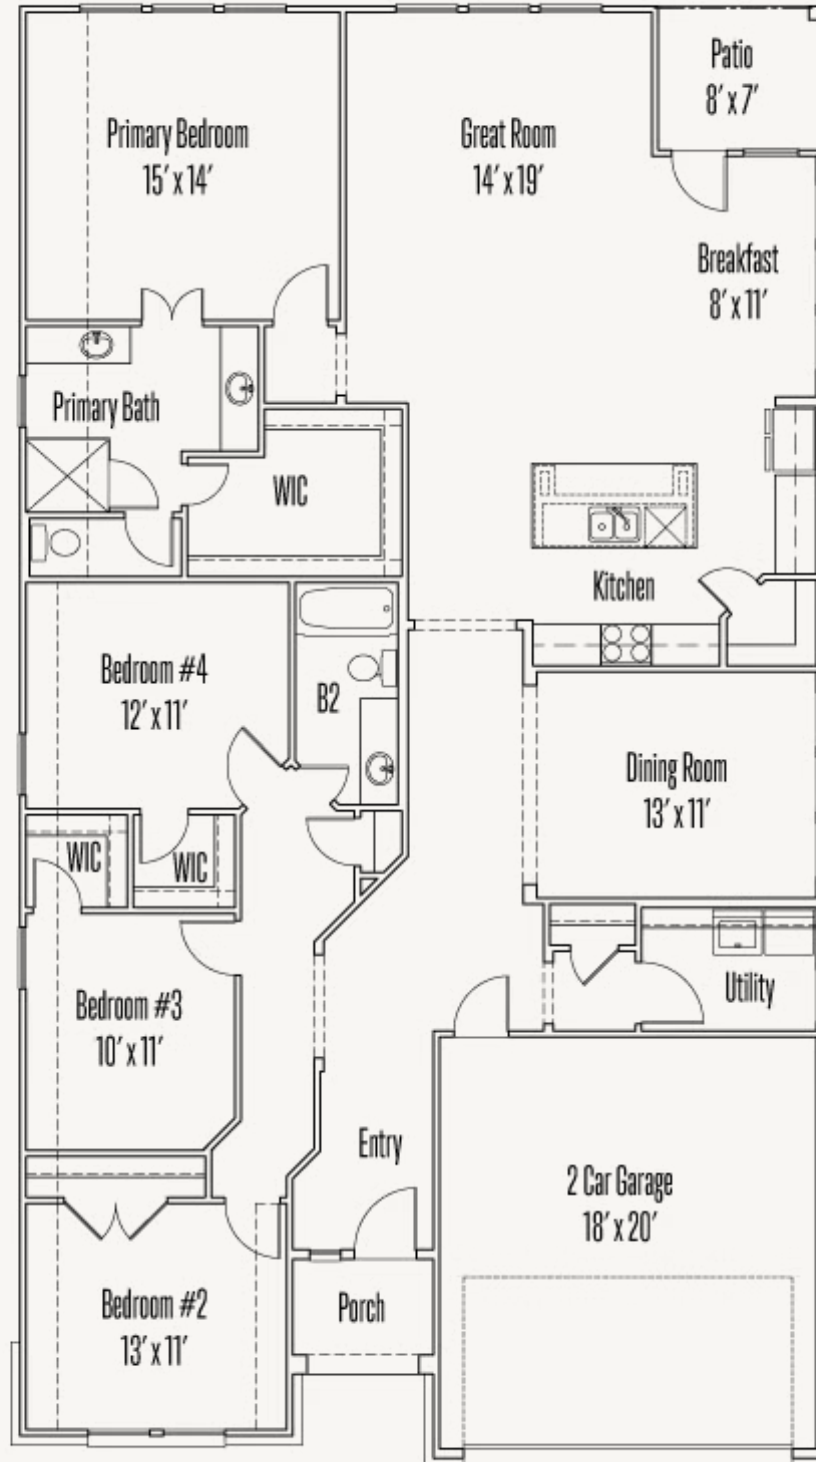 Primary Bedroom
15' x 14'
Great Room
14' x 19'
Patio
8' x 7'
Breakfast
8' x 11'
Primary Bath
WIC
Kitchen
Bedroom #4
12' x 11'
B2
Dining Room
13' x 11'
WIC
WIC
Bedroom #3
10' x 11'
Utility
Entry
2 Car Garage
18' x 20'
Bedroom #2
13' x 11'
Porch